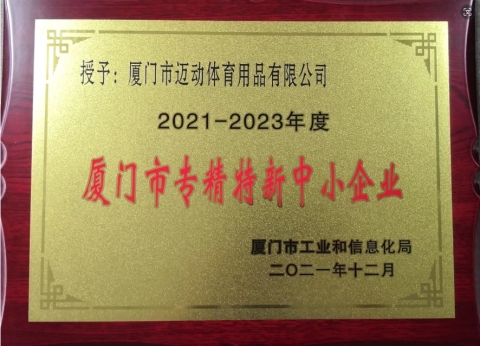 授予：厦门市迈动体育用品有限公司
2021-2023年度
厦门市专精特新中小企业
厦门市工业和信息化局
二〇二一年十二月